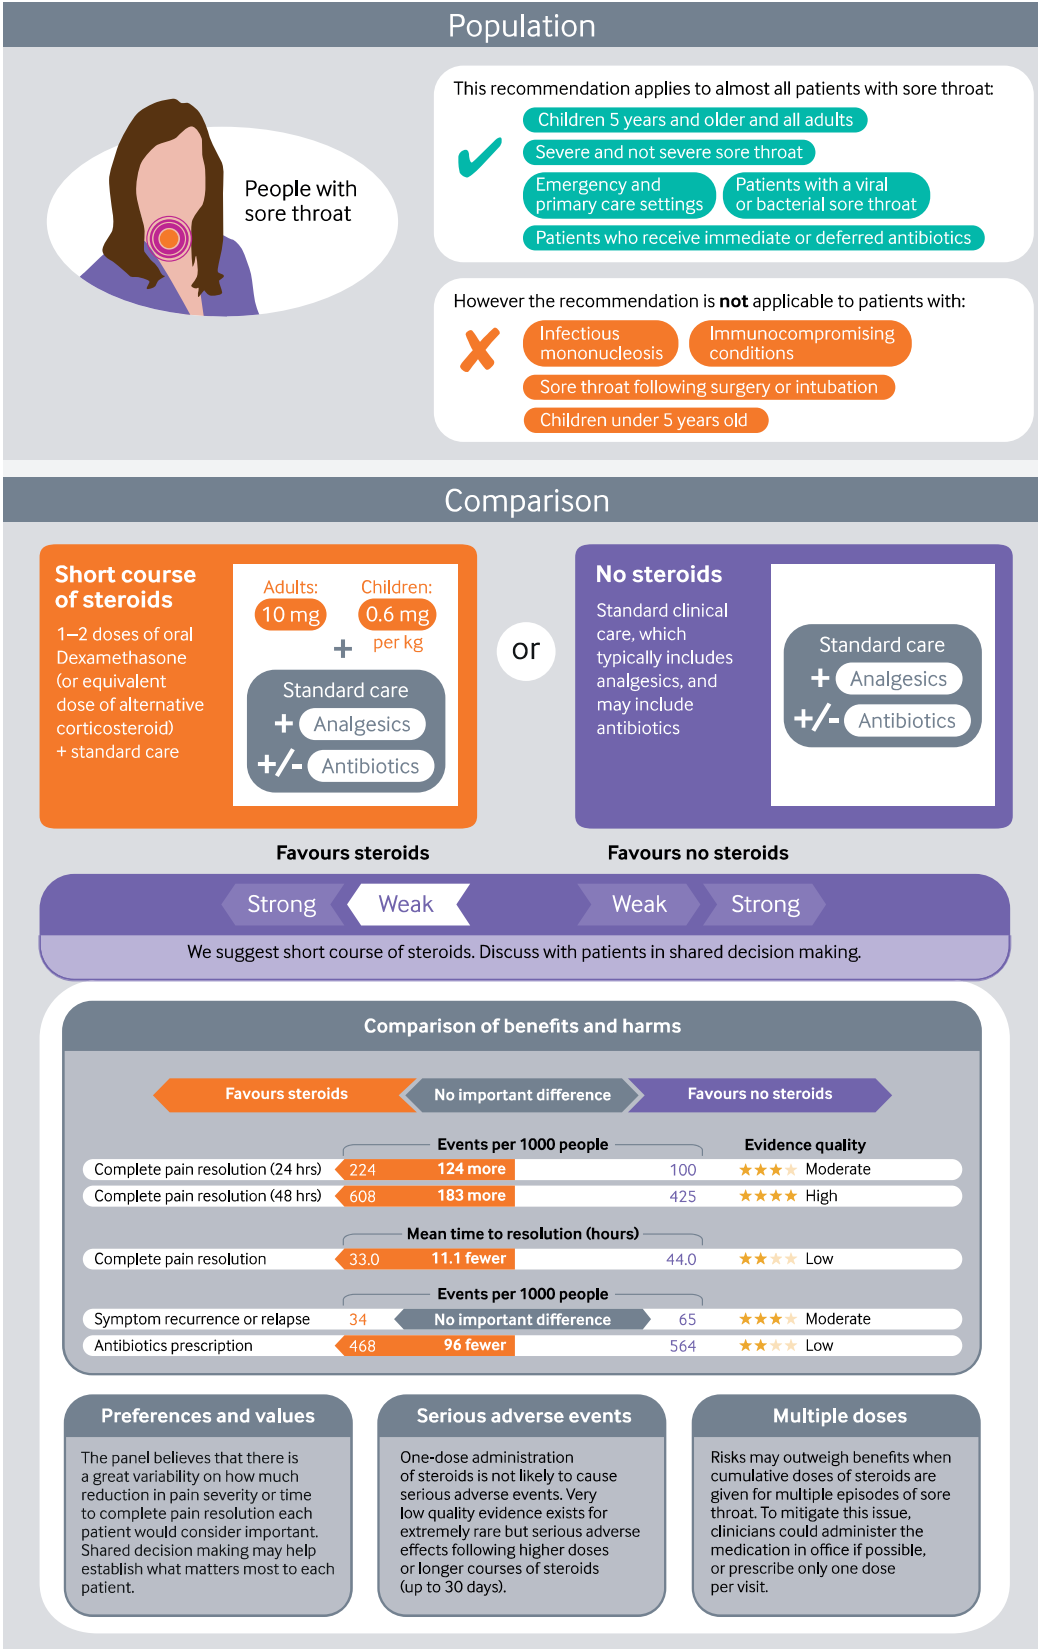 Population
People with
sore throat
This recommendation applies to almost all patients with sore throat:
Children 5 years and older and all adults
Severe and not severe sore throat
Emergency and
primary care settings
Patients with a viral
or bacterial sore throat
Patients who receive immediate or deferred antibiotics
However the recommendation is not applicable to patients with:
Infectious
mononucleosis
Immunocompromising
conditions
Sore throat following surgery or intubation
Children under 5 years old
Comparison
Short course
of steroids
1–2 doses of oral
Dexamethasone
(or equivalent
dose of alternative
corticosteroid)
+ standard care
Adults:
10 mg
Children:
0.6 mg
per kg
+
Standard care
+ Analgesics
+/- Antibiotics
or
No steroids
Standard clinical
care, which
typically includes
analgesics, and
may include
antibiotics
Standard care
+ Analgesics
+/- Antibiotics
Favours steroids
Favours no steroids
Strong
Weak
Weak
Strong
We suggest short course of steroids. Discuss with patients in shared decision making.
Comparison of benefits and harms
Favours steroids
No important difference
Favours no steroids
Events per 1000 people
Evidence quality
Complete pain resolution (24 hrs) 224 124 more 100 Moderate
Complete pain resolution (48 hrs) 608 183 more 425 High
Mean time to resolution (hours)
Complete pain resolution 33.0 11.1 fewer 44.0 Low
Events per 1000 people
Symptom recurrence or relapse 34 No important difference 65 Moderate
Antibiotics prescription 468 96 fewer 564 Low
Preferences and values
The panel believes that there is
a great variability on how much
reduction in pain severity or time
to complete pain resolution each
patient would consider important.
Shared decision making may help
establish what matters most to each
patient.
Serious adverse events
One-dose administration
of steroids is not likely to cause
serious adverse events. Very
low quality evidence exists for
extremely rare but serious adverse
effects following higher doses
or longer courses of steroids
(up to 30 days).
Multiple doses
Risks may outweigh benefits when
cumulative doses of steroids are
given for multiple episodes of sore
throat. To mitigate this issue,
clinicians could administer the
medication in office if possible,
or prescribe only one dose
per visit.